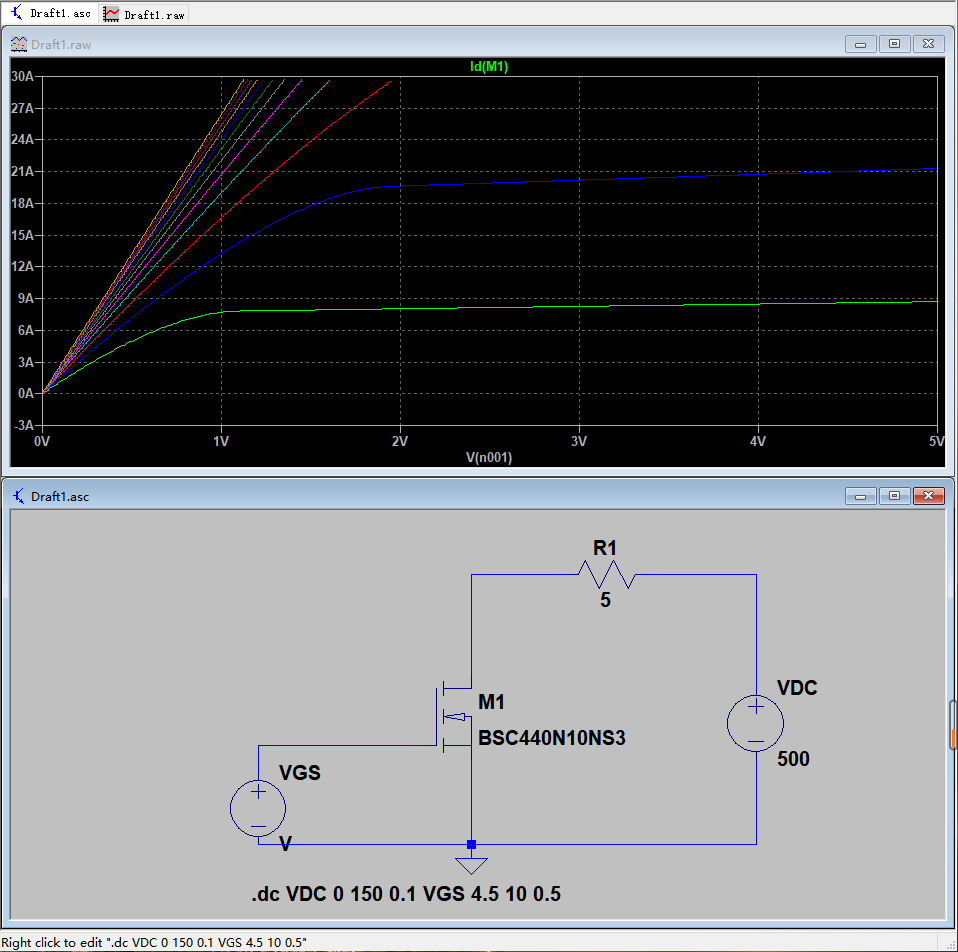 Draft1.asc Draft1.raw
Draft1.raw
Id(M1)
30A
27A
24A
21A
18A
15A
12A
9A
6A
3A
0A
-3A
0V 1V 2V 3V 4V 5V
V(n001)
Draft1.asc
R1
5
VDC
M1
BSC440N10NS3
500
VGS
V
.dc VDC 0 150 0.1 VGS 4.5 10 0.5
Right click to edit ".dc VDC 0 150 0.1 VGS 4.5 10 0.5"